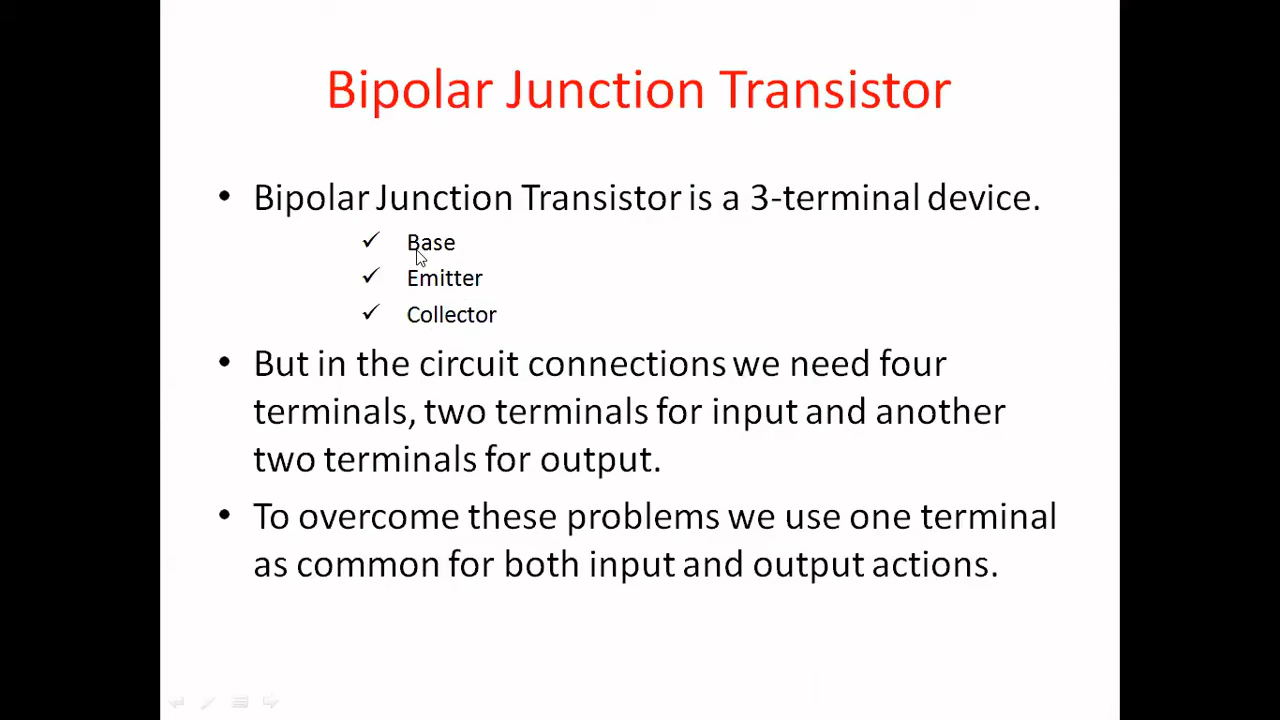 Bipolar Junction Transistor
• Bipolar Junction Transistor is a 3-terminal device.
✓ Base
✓ Emitter
✓ Collector
• But in the circuit connections we need four
terminals, two terminals for input and another
two terminals for output.
• To overcome these problems we use one terminal
as common for both input and output actions.